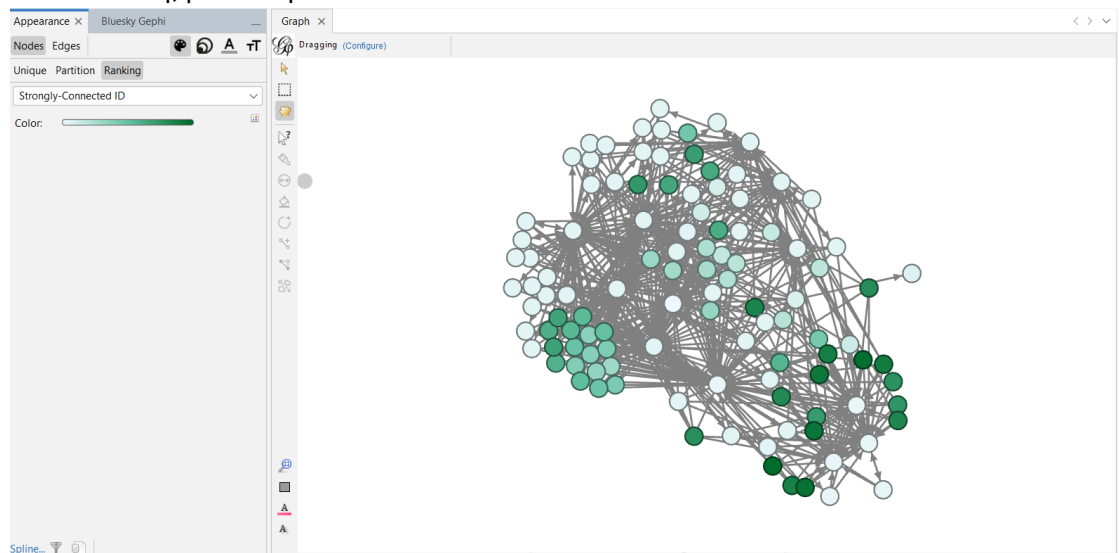 Appearance
Bluesky Gephi
Graph
Nodes Edges
Dragging (Configure)
Unique Partition Ranking
Strongly-Connected ID
Color:
Spline...